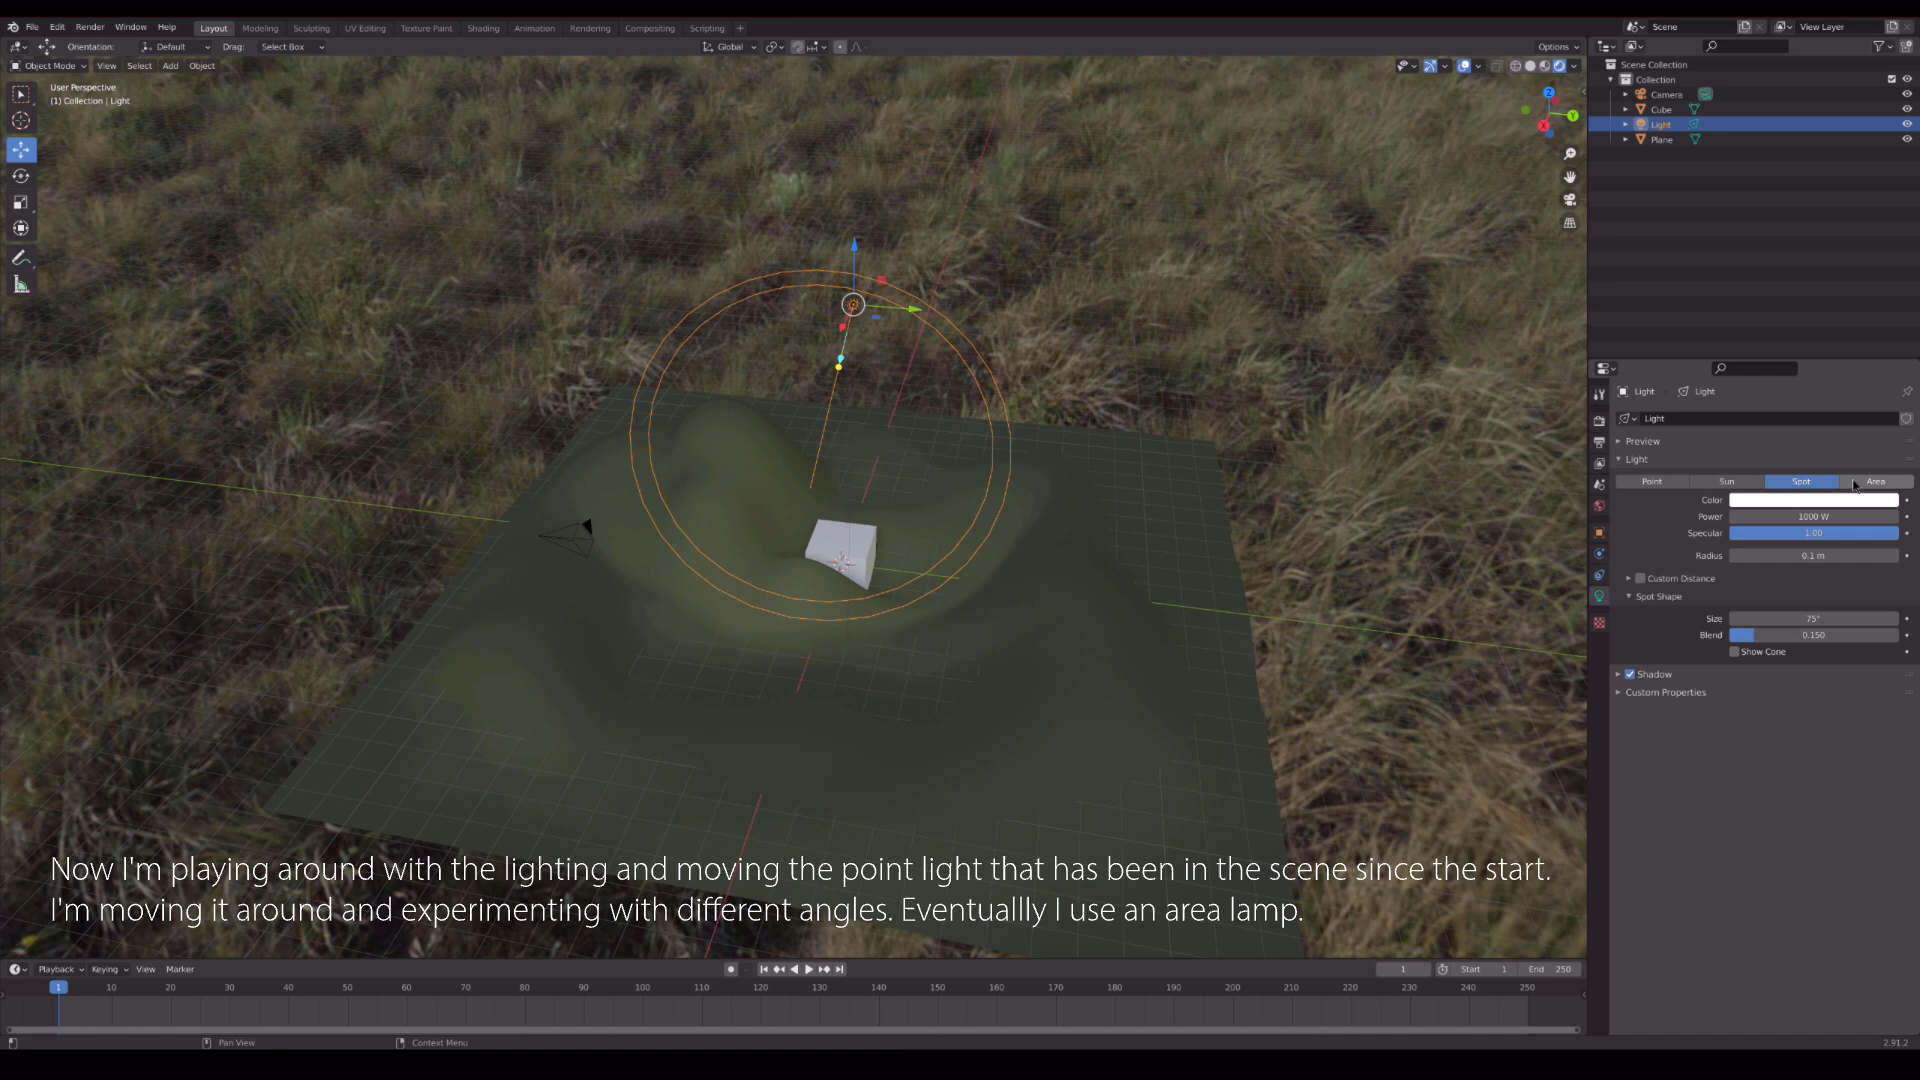 File Edit Render Window Help Layout Modeling Sculpting UV Editing Texture Paint Shading Animation Rendering Compositing Scripting + Scene View Layer
Orientation: Default Drag: Select Box Global Options
Object Mode View Select Add Object
User Perspective
(1) Collection | Light
Z
Y
X
Scene Collection
Collection
Camera
Cube
Light
Plane
Light Light
Light
Preview
Light
Point Sun Spot Area
Color
Power 1000 W
Specular 1.00
Radius 0.1 m
Custom Distance
Spot Shape
Size 75°
Blend 0.150
Show Cone
Shadow
Custom Properties
Now I'm playing around with the lighting and moving the point light that has been in the scene since the start.
I'm moving it around and experimenting with different angles. Eventuallly I use an area lamp.
Playback Keying View Marker 1 Start 1 End 250
1 10 20 30 40 50 60 70 80 90 100 110 120 130 140 150 160 170 180 190 200 210 220 230 240 250
Pan View Context Menu 2.91.2